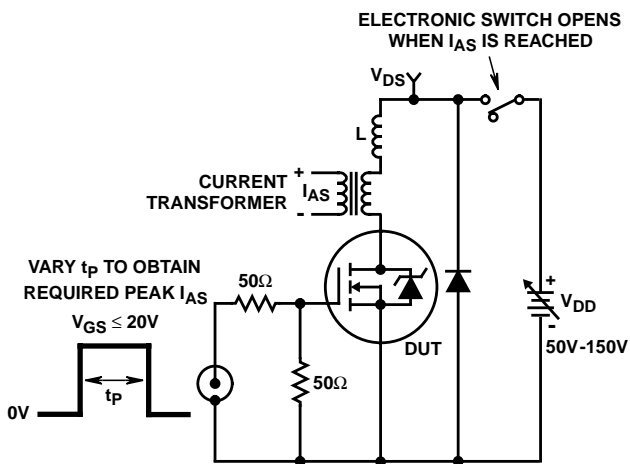 ELECTRONIC SWITCH OPENS
WHEN IAS IS REACHED
VDS
L
+
CURRENT
TRANSFORMER
IAS
-
VARY tP TO OBTAIN
REQUIRED PEAK IAS
50Ω
VGS ≤ 20V
+
VDD
-
DUT
50V-150V
50Ω
tP
0V